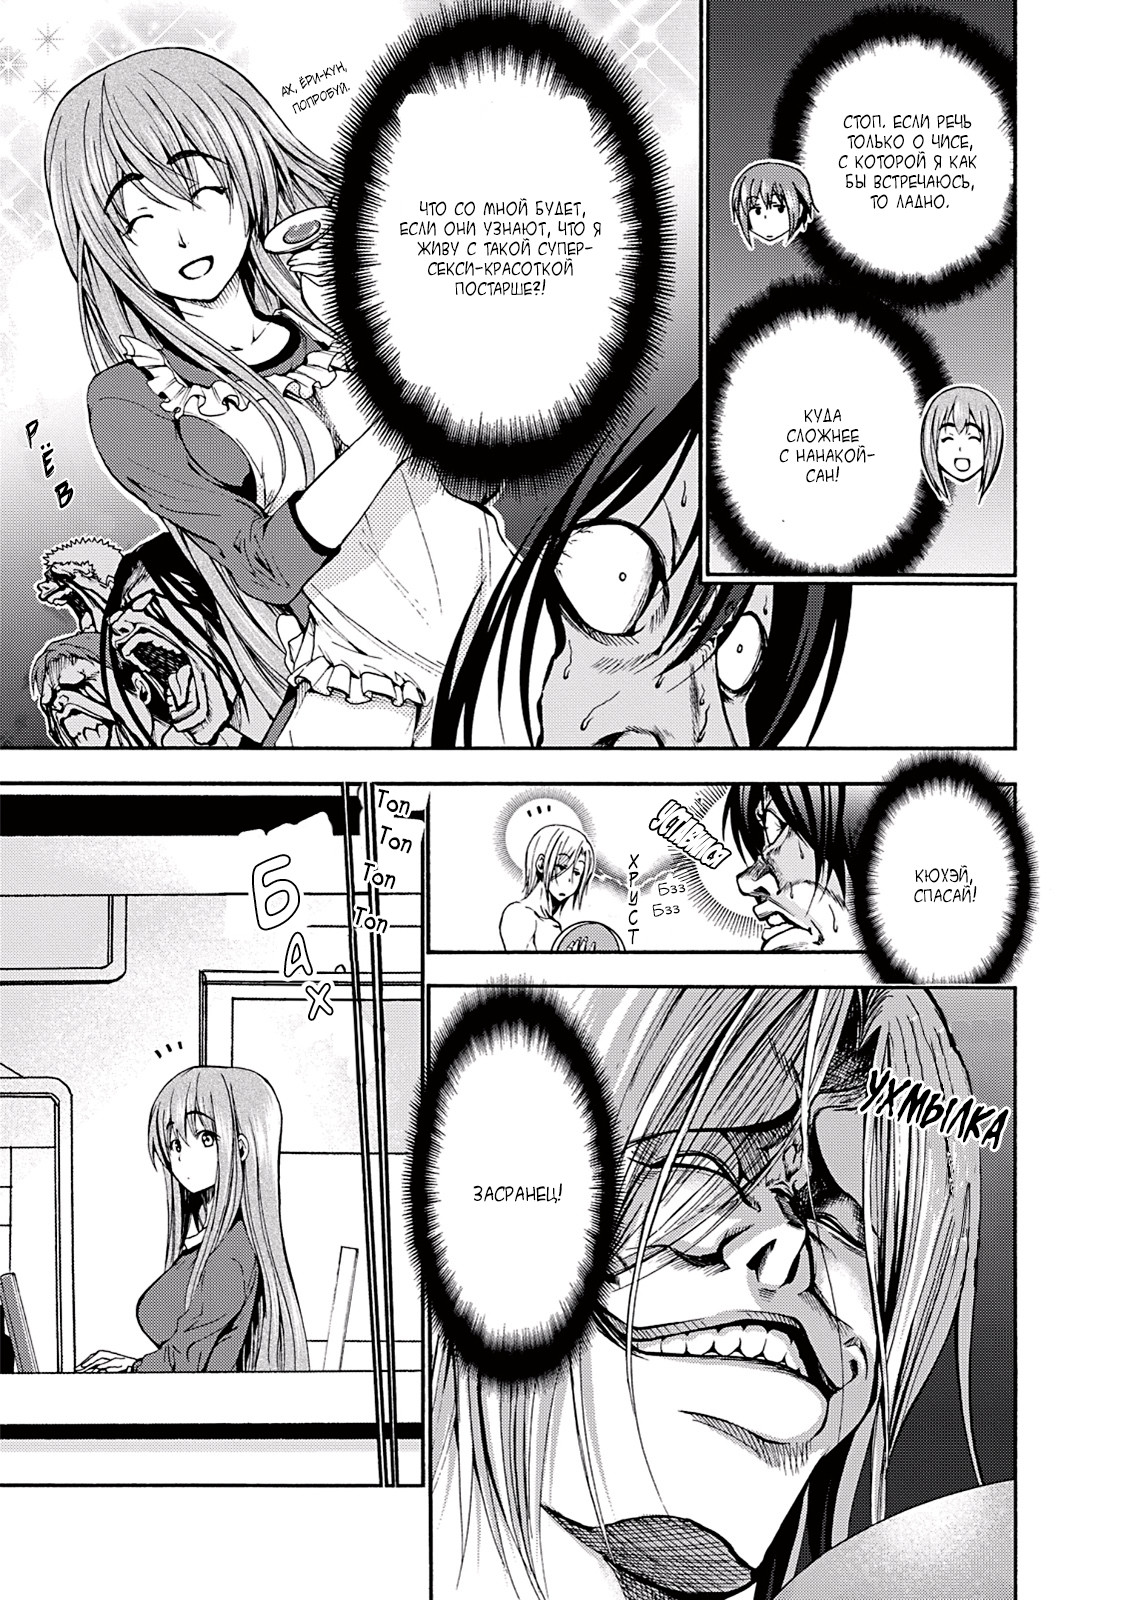 СТОП. ЕСЛИ РЕЧЬ
ТОЛЬКО О ЧИСЕ,
С КОТОРОЙ Я КАК
БЫ ВСТРЕЧАЮСЬ,
ТО ЛАДНО.
КУДА
СЛОЖНЕЕ
С НАНАКОЙ-
САН!
АХ, ЁРИ-КУН,
ПОПРОБУЙ.
ЧТО СО МНОЙ БУДЕТ,
ЕСЛИ ОНИ УЗНАЮТ, ЧТО Я
ЖИВУ С ТАКОЙ СУПЕР-
СЕКСИ-КРАСОТКОЙ
ПОСТАРШЕ?!
РЁВ
КЮХЭЙ,
СПАСАЙ!
УСТАВИЛСЯ
Бзз
Бзз
ХРИСТ
УХМЫЛКА
ЗАСРАНЕЦ!
Топ
Топ
Топ
Топ
БАХ